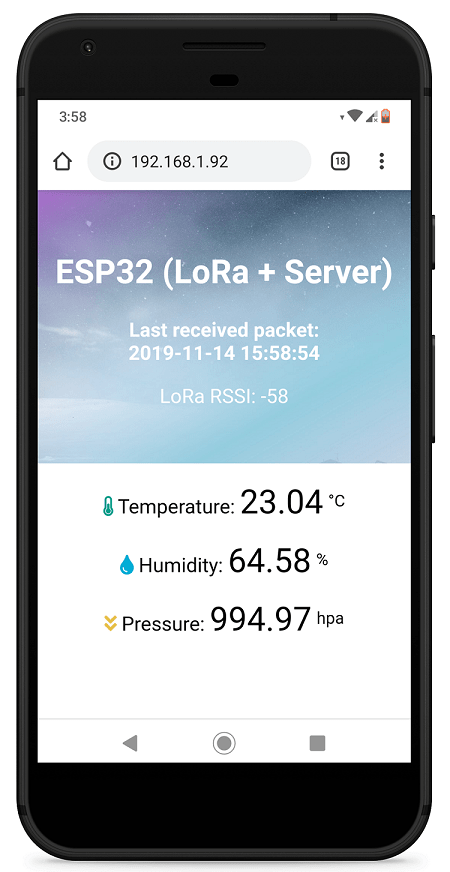 3:58
192.168.1.92
18
ESP32 (LoRa + Server)
Last received packet:
2019-11-14 15:58:54
LoRa RSSI: -58
Temperature: 23.04 °C
Humidity: 64.58 %
Pressure: 994.97 hpa